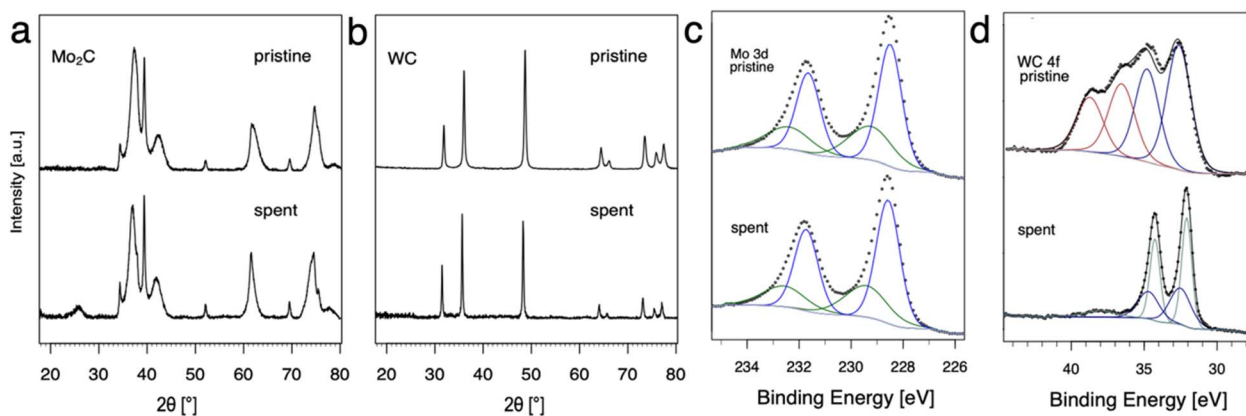 a
Mo₂C
pristine
spent
Intensity [a.u.]
20 30 40 50 60 70 80
2θ [°]
b
WC
pristine
spent
20 30 40 50 60 70 80
2θ [°]
c
Mo 3d
pristine
spent
234 232 230 228 226
Binding Energy [eV]
d
WC 4f
pristine
spent
40 35 30
Binding Energy [eV]